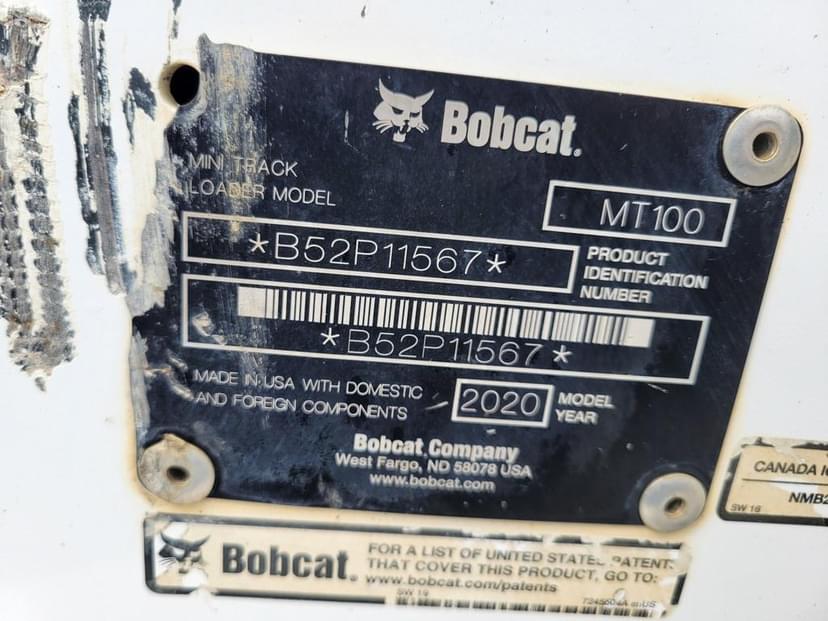 Bobcat.
MINI TRACK
LOADER MODEL
MT100
*B52P11567*
PRODUCT
IDENTIFICATION
NUMBER
*B52P11567*
MADE IN USA WITH DOMESTIC
AND FOREIGN COMPONENTS
2020
MODEL
YEAR
Bobcat Company
West Fargo, ND 58078 USA
www.bobcat.com
CANADA
NMB2
SW 16
Bobcat.
FOR A LIST OF UNITED STATES PATENT
THAT COVER THIS PRODUCT, GO TO:
www.bobcat.com/patents
SW 19
enUS